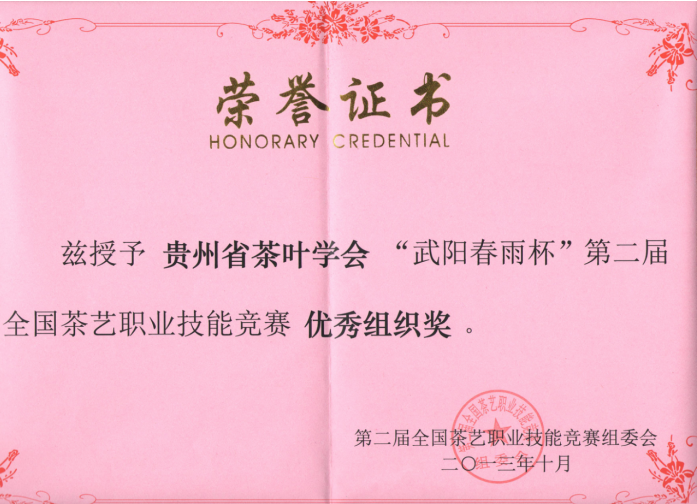 荣誉证书
HONORARY CREDENTIAL
兹授予 贵州省茶叶学会 “武阳春雨杯”第二届
全国茶艺职业技能竞赛 优秀组织奖 。
第二届全国茶艺职业技能竞赛组委会
二〇一三年十月
组委会